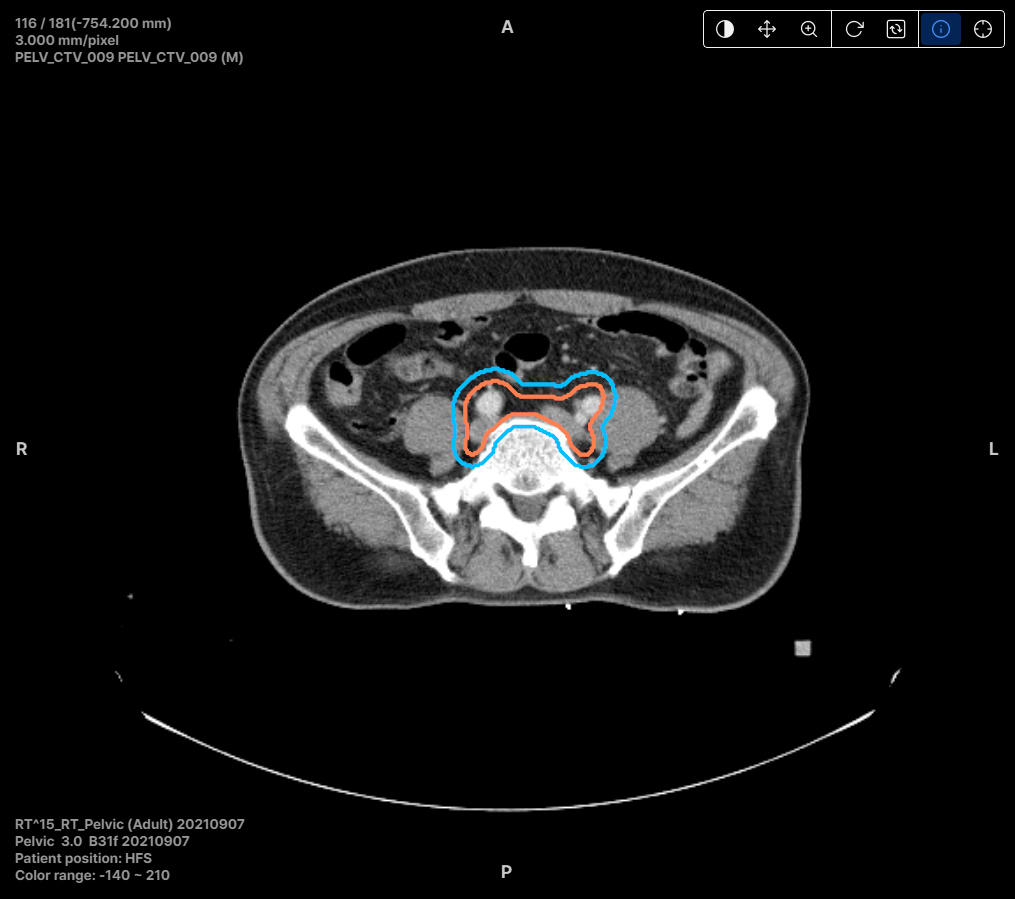 116 / 181(-754.200 mm)
3.000 mm/pixel
PELV_CTV_009 PELV_CTV_009 (M)
A
R
L
RT^15_RT_Pelvic (Adult) 20210907
Pelvic 3.0 B31f 20210907
Patient position: HFS
Color range: -140 ~ 210
P